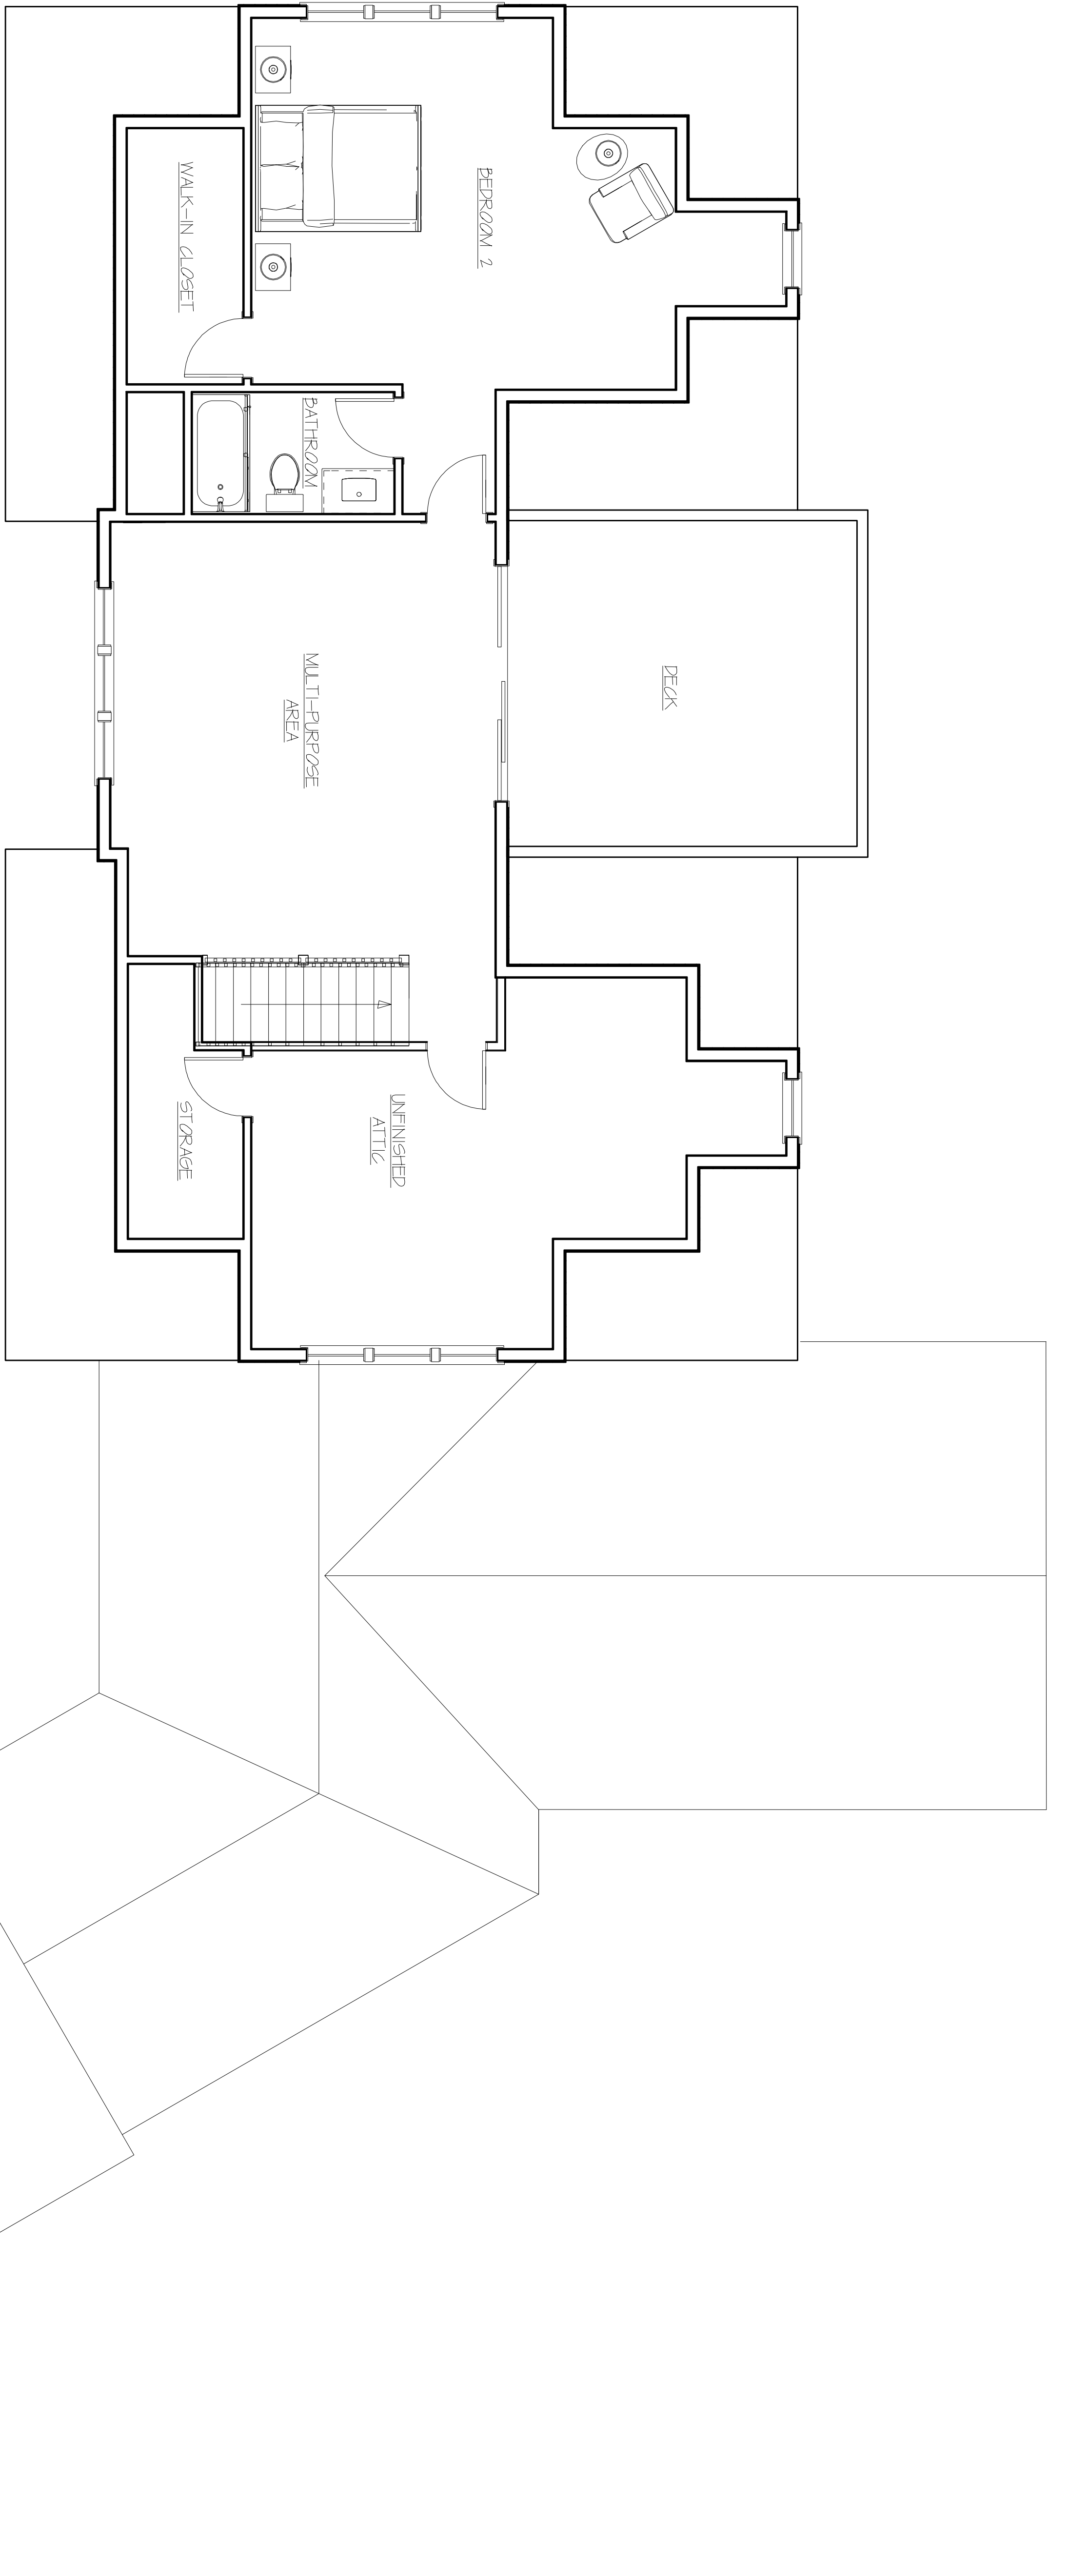 WALK-IN CLOSET
BEDROOM 2
BATHROOM
MULTI-PURPOSE
AREA
DECK
STORAGE
UNFINISHED
ATTIC